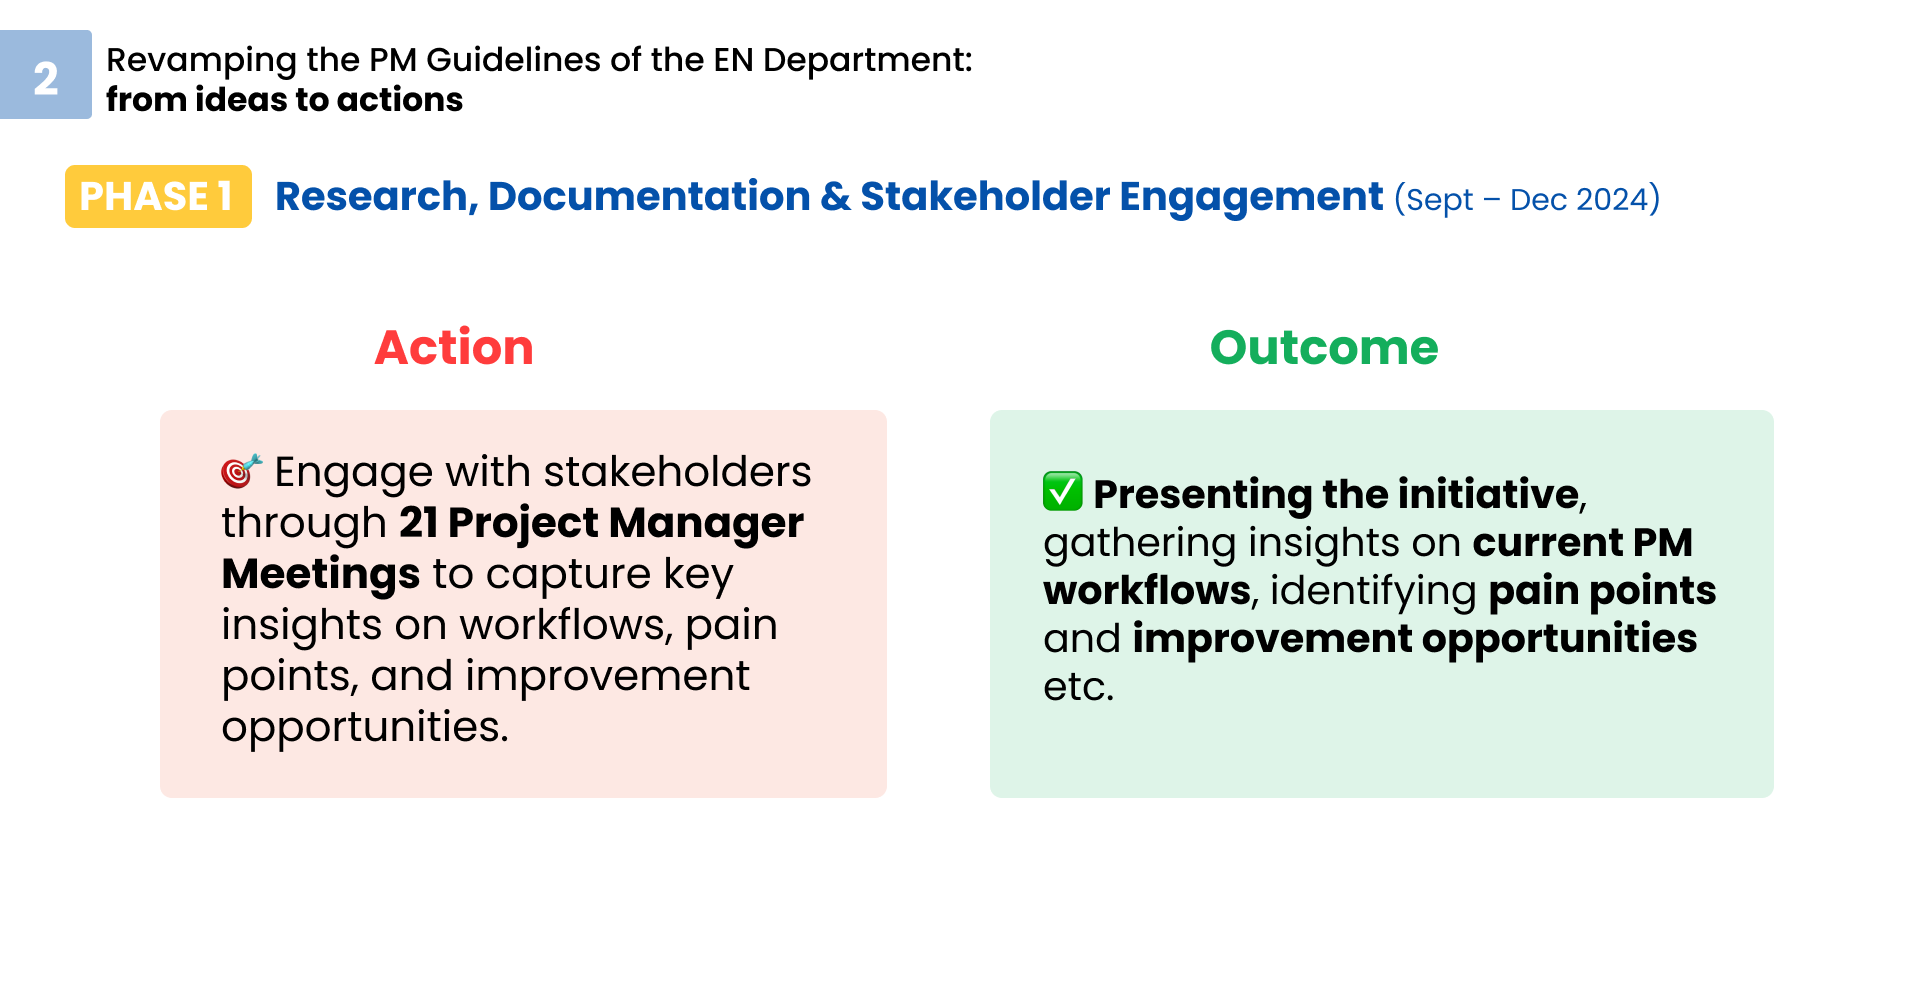 2
Revamping the PM Guidelines of the EN Department:
from ideas to actions
PHASE 1
Research, Documentation & Stakeholder Engagement (Sept – Dec 2024)
Action
🎯 Engage with stakeholders
through 21 Project Manager
Meetings to capture key
insights on workflows, pain
points, and improvement
opportunities.
Outcome
✅ Presenting the initiative,
gathering insights on current PM
workflows, identifying pain points
and improvement opportunities
etc.